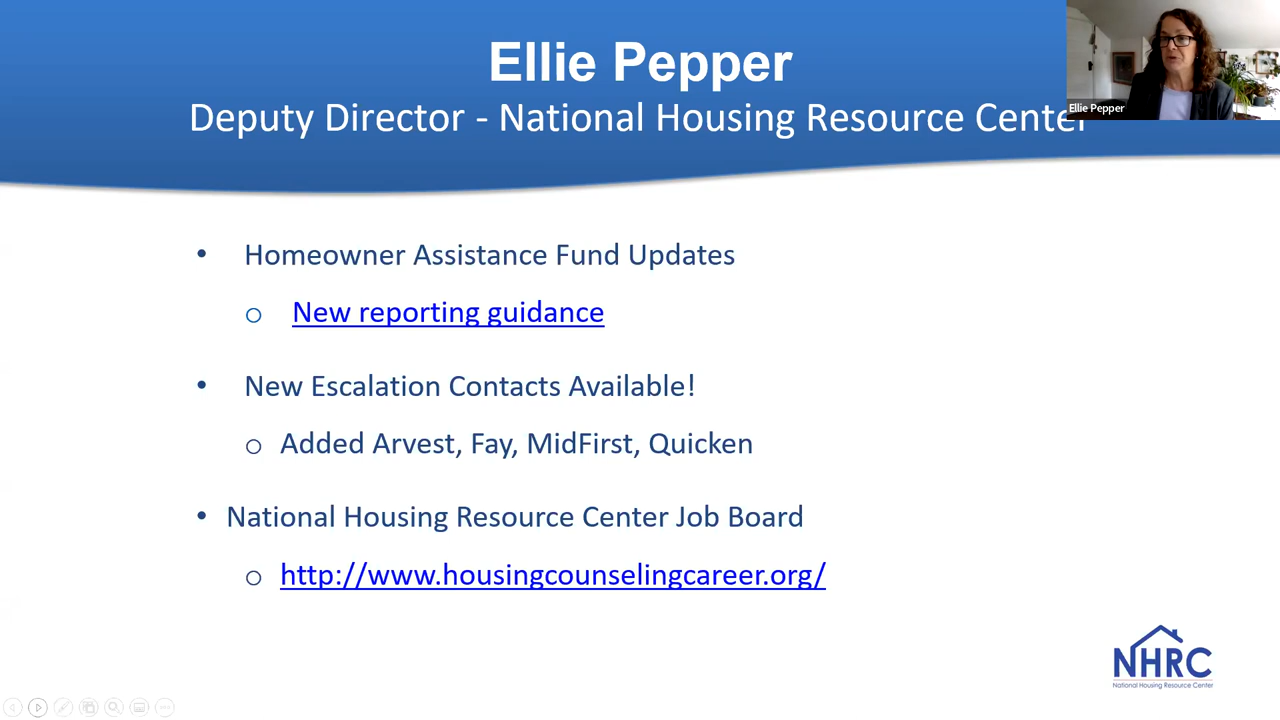 Ellie Pepper
Deputy Director - National Housing Resource Center
Ellie Pepper
• Homeowner Assistance Fund Updates
o New reporting guidance
• New Escalation Contacts Available!
o Added Arvest, Fay, MidFirst, Quicken
• National Housing Resource Center Job Board
o http://www.housingcounselingcareer.org/
NHRC
National Housing Resource Center